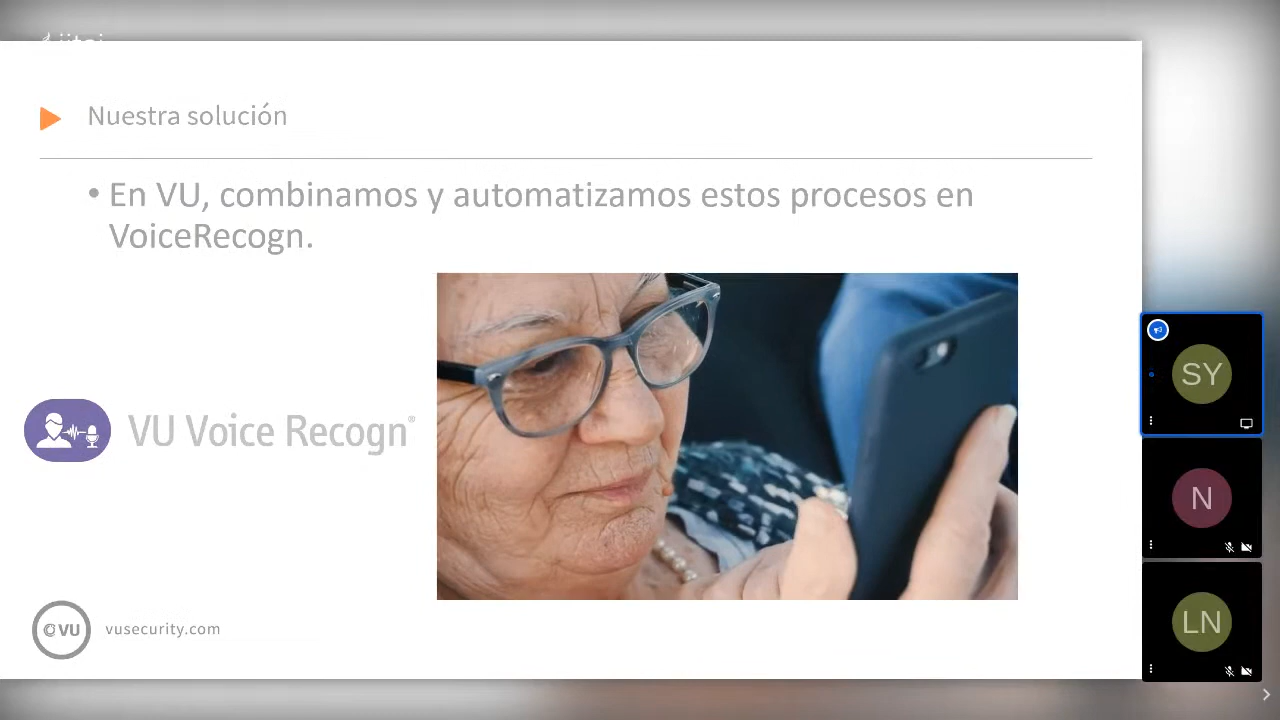 Nuestra solución
• En VU, combinamos y automatizamos estos procesos en
VoiceRecogn.
VU Voice Recogn®
VU
vusecurity.com
SY
N
LN